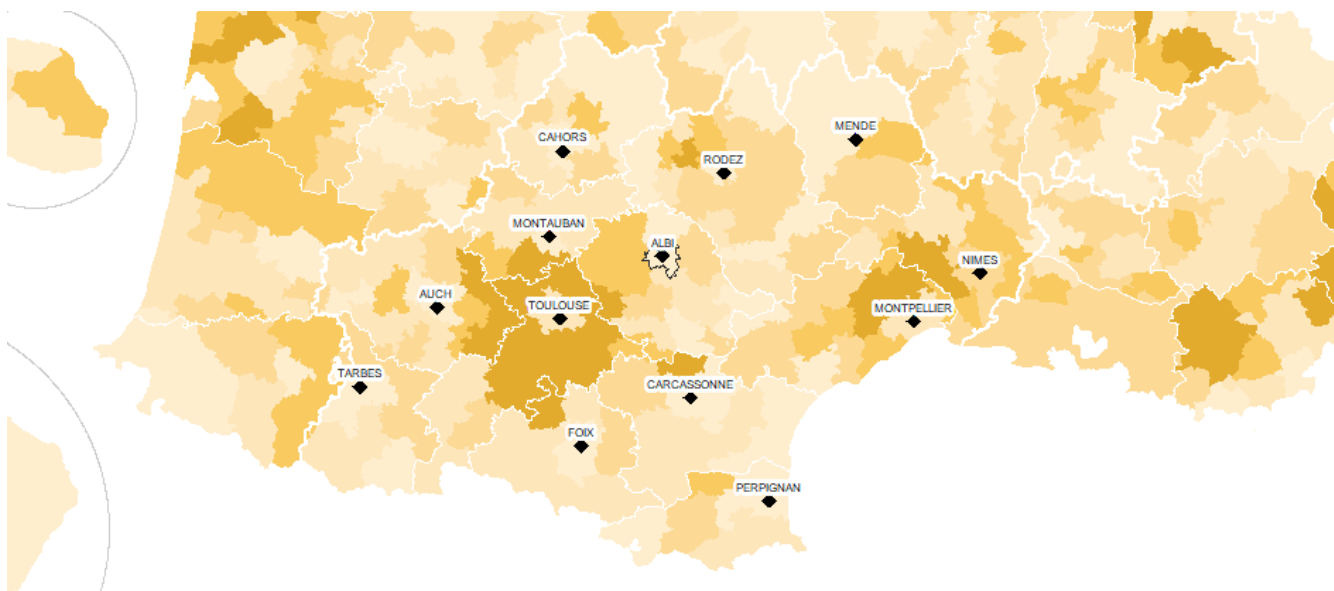 MENDE
CAHORS
RODEZ
MONTAUBAN
ALBI
NIMES
AUCH
TOULOUSE
MONTPELLIER
TARBES
CARCASSONNE
FOIX
PERPIGNAN